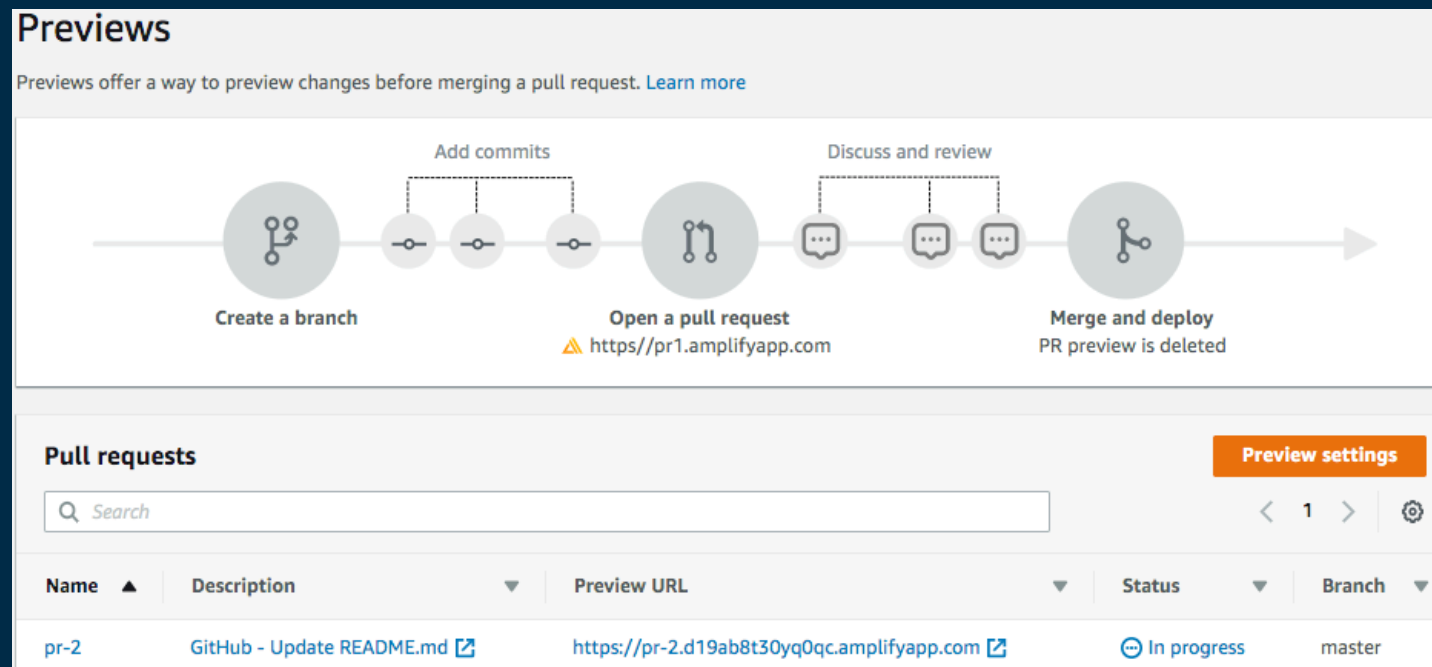 Previews
Previews offer a way to preview changes before merging a pull request. Learn more
Add commits
Discuss and review
Create a branch
Open a pull request
https//pr1.amplifyapp.com
Merge and deploy
PR preview is deleted
Pull requests
Preview settings
Search
1
Name Description Preview URL Status Branch
pr-2 GitHub - Update README.md https://pr-2.d19ab8t30yq0qc.amplifyapp.com In progress master